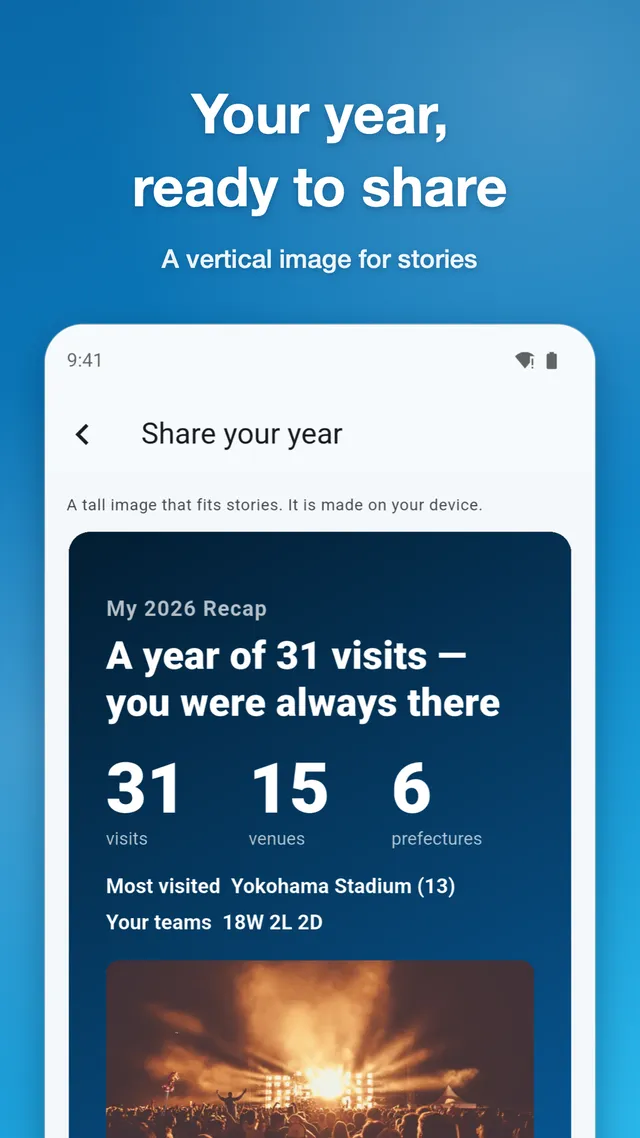 Your year,
ready to share
A vertical image for stories
9:41
Share your year
A tall image that fits stories. It is made on your device.
My 2026 Recap
A year of 31 visits —
you were always there
31 15 6
visits venues prefectures
Most visited Yokohama Stadium (13)
Your teams 18W 2L 2D